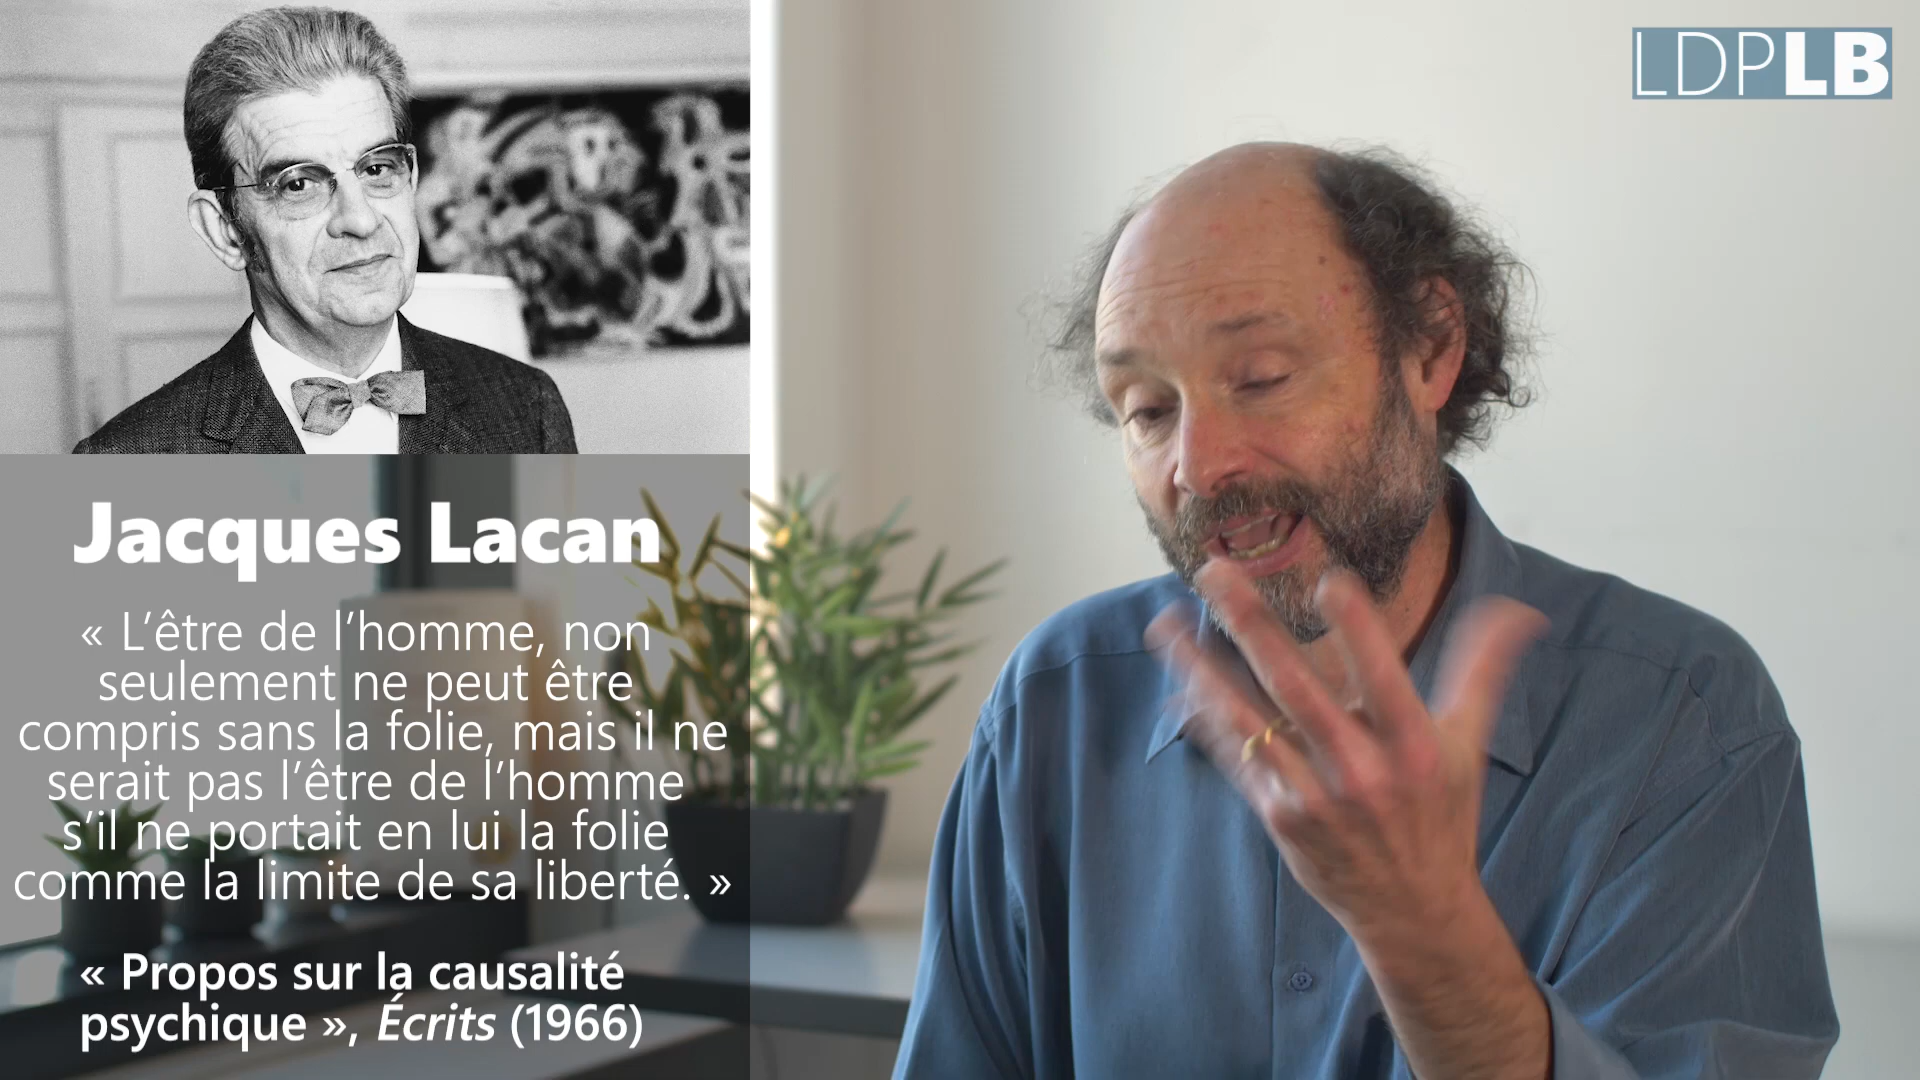 LDPLB
Jacques Lacan
« L’être de l’homme, non
seulement ne peut être
compris sans la folie, mais il ne
serait pas l’être de l’homme
s’il ne portait en lui la folie
comme la limite de sa liberté. »
« Propos sur la causalité
psychique », Écrits (1966)